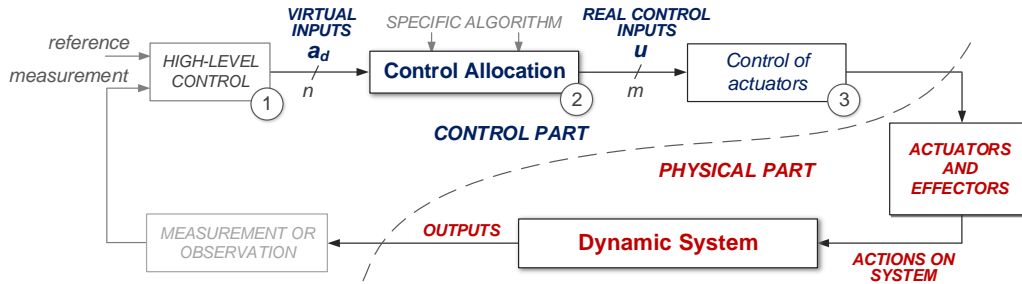 reference
measurement
HIGH-LEVEL
CONTROL
1
VIRTUAL
INPUTS
a_d
n
SPECIFIC ALGORITHM
Control Allocation
2
REAL CONTROL
INPUTS
u
m
Control of
actuators
3
CONTROL PART
PHYSICAL PART
ACTUATORS
AND
EFFECTORS
ACTIONS ON
SYSTEM
Dynamic System
OUTPUTS
MEASUREMENT OR
OBSERVATION